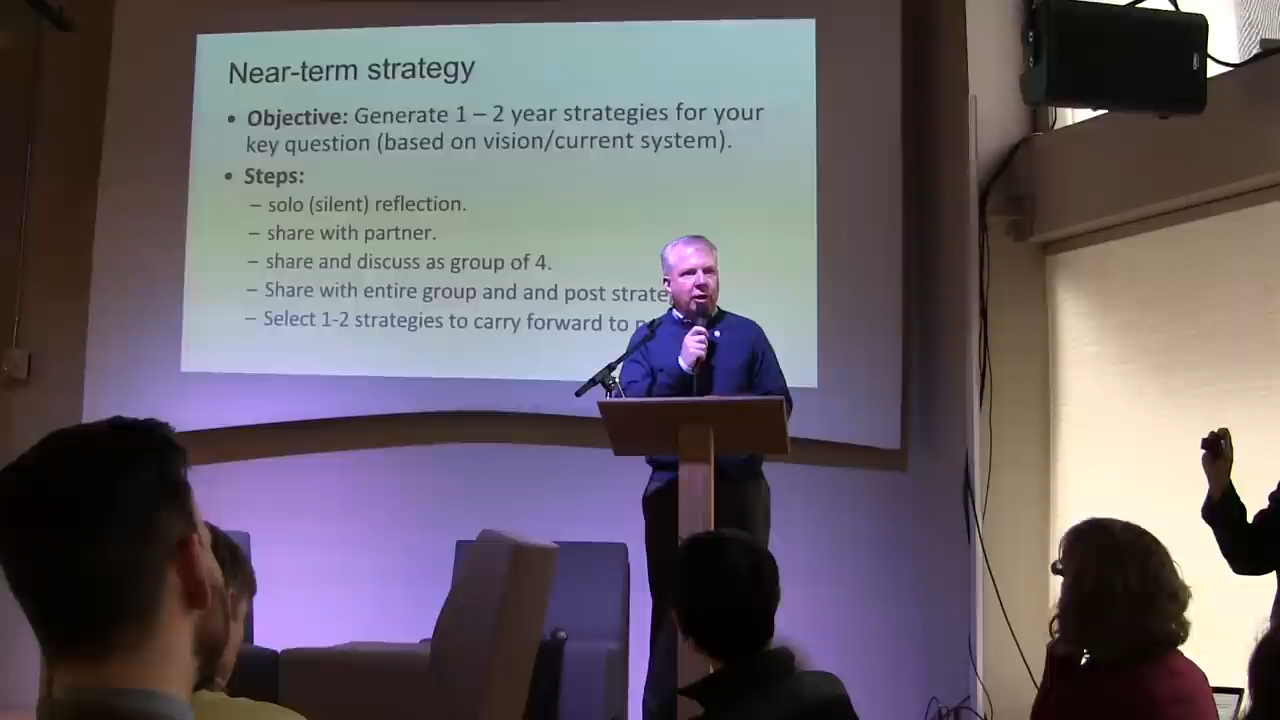 Near-term strategy
• Objective: Generate 1 – 2 year strategies for your
key question (based on vision/current system).
• Steps:
– solo (silent) reflection.
– share with partner.
– share and discuss as group of 4.
– Share with entire group and and post strate
– Select 1-2 strategies to carry forward to